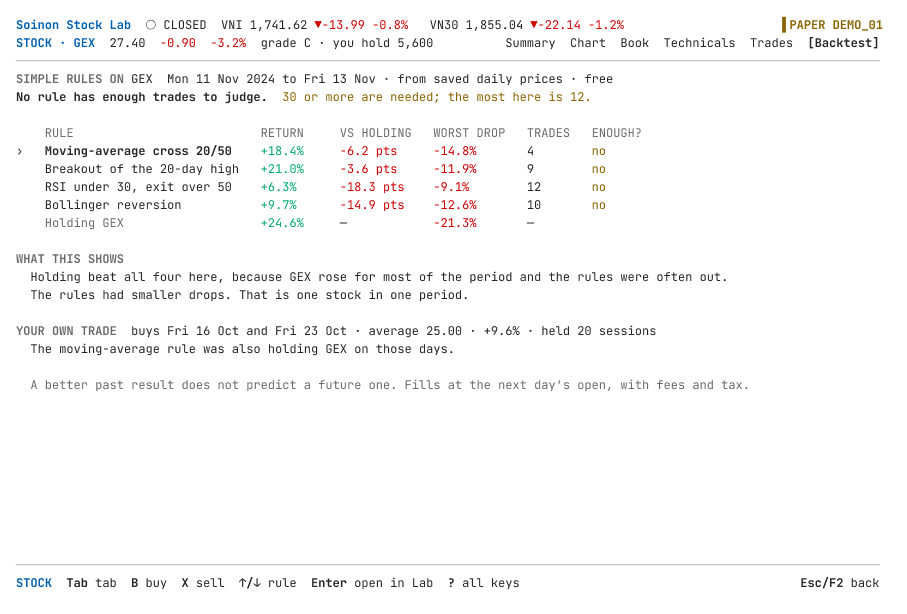 Soinon Stock Lab ○ CLOSED VNI 1,741.62 ▼-13.99 -0.8% VN30 1,855.04 ▼-22.14 -1.2% PAPER DEMO_01
STOCK · GEX 27.40 -0.90 -3.2% grade C · you hold 5,600 Summary Chart Book Technicals Trades [Backtest]
SIMPLE RULES ON GEX Mon 11 Nov 2024 to Fri 13 Nov · from saved daily prices · free
No rule has enough trades to judge. 30 or more are needed; the most here is 12.
RULE RETURN VS HOLDING WORST DROP TRADES ENOUGH?
› Moving-average cross 20/50 +18.4% -6.2 pts -14.8% 4 no
Breakout of the 20-day high +21.0% -3.6 pts -11.9% 9 no
RSI under 30, exit over 50 +6.3% -18.3 pts -9.1% 12 no
Bollinger reversion +9.7% -14.9 pts -12.6% 10 no
Holding GEX +24.6% — -21.3% —
WHAT THIS SHOWS
Holding beat all four here, because GEX rose for most of the period and the rules were often out.
The rules had smaller drops. That is one stock in one period.
YOUR OWN TRADE buys Fri 16 Oct and Fri 23 Oct · average 25.00 · +9.6% · held 20 sessions
The moving-average rule was also holding GEX on those days.
A better past result does not predict a future one. Fills at the next day's open, with fees and tax.
STOCK Tab tab B buy X sell ↑/↓ rule Enter open in Lab ? all keys Esc/F2 back